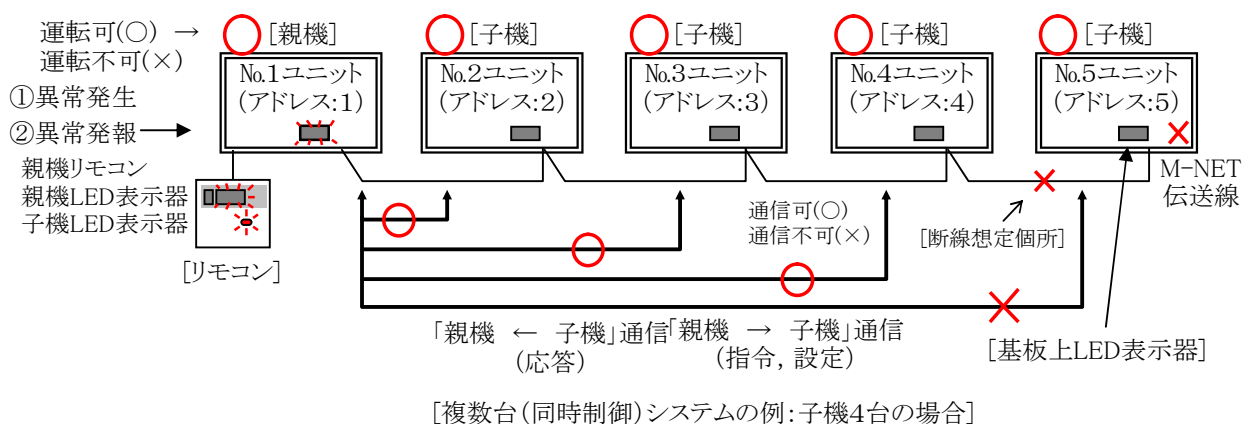 運転可(○) →
運転不可(×)
①異常発生
②異常発報
親機リモコン
親機LED表示器
子機LED表示器
[リモコン]
[親機]
№1ユニット
(アドレス:1)
[子機]
№2ユニット
(アドレス:2)
[子機]
№3ユニット
(アドレス:3)
[子機]
№4ユニット
(アドレス:4)
[子機]
№5ユニット
(アドレス:5)
M-NET
伝送線
通信可(○)
通信不可(×)
[断線想定個所]
「親機 ← 子機」通信
(応答)
「親機 → 子機」通信
(指令, 設定)
[基板上LED表示器]
[複数台(同時制御)システムの例:子機4台の場合]